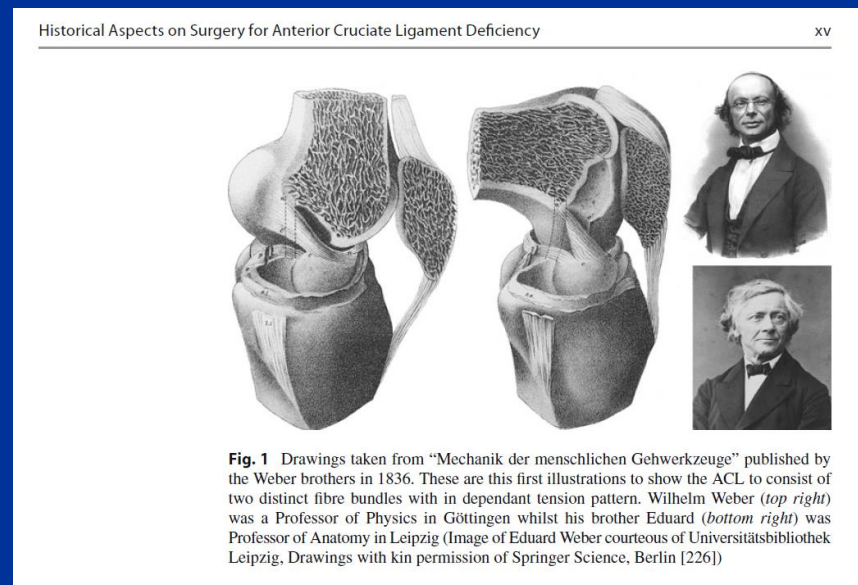 Historical Aspects on Surgery for Anterior Cruciate Ligament Deficiency xv
Fig. 1 Drawings taken from “Mechanik der menschlichen Gehwerkzeuge” published by
the Weber brothers in 1836. These are this first illustrations to show the ACL to consist of
two distinct fibre bundles with in dependant tension pattern. Wilhelm Weber (top right)
was a Professor of Physics in Göttingen whilst his brother Eduard (bottom right) was
Professor of Anatomy in Leipzig (Image of Eduard Weber courteous of Universitätsbibliothek
Leipzig, Drawings with kin permission of Springer Science, Berlin [226])